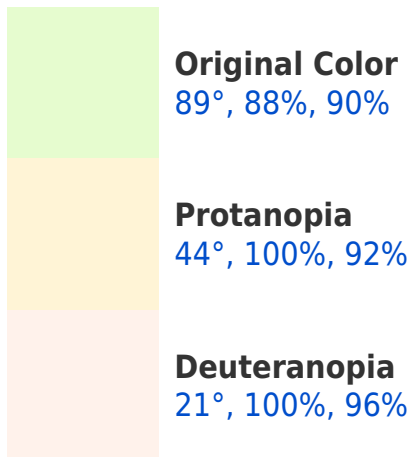 Original Color
89°, 88%, 90%
Protanopia
44°, 100%, 92%
Deuteranopia
21°, 100%, 96%